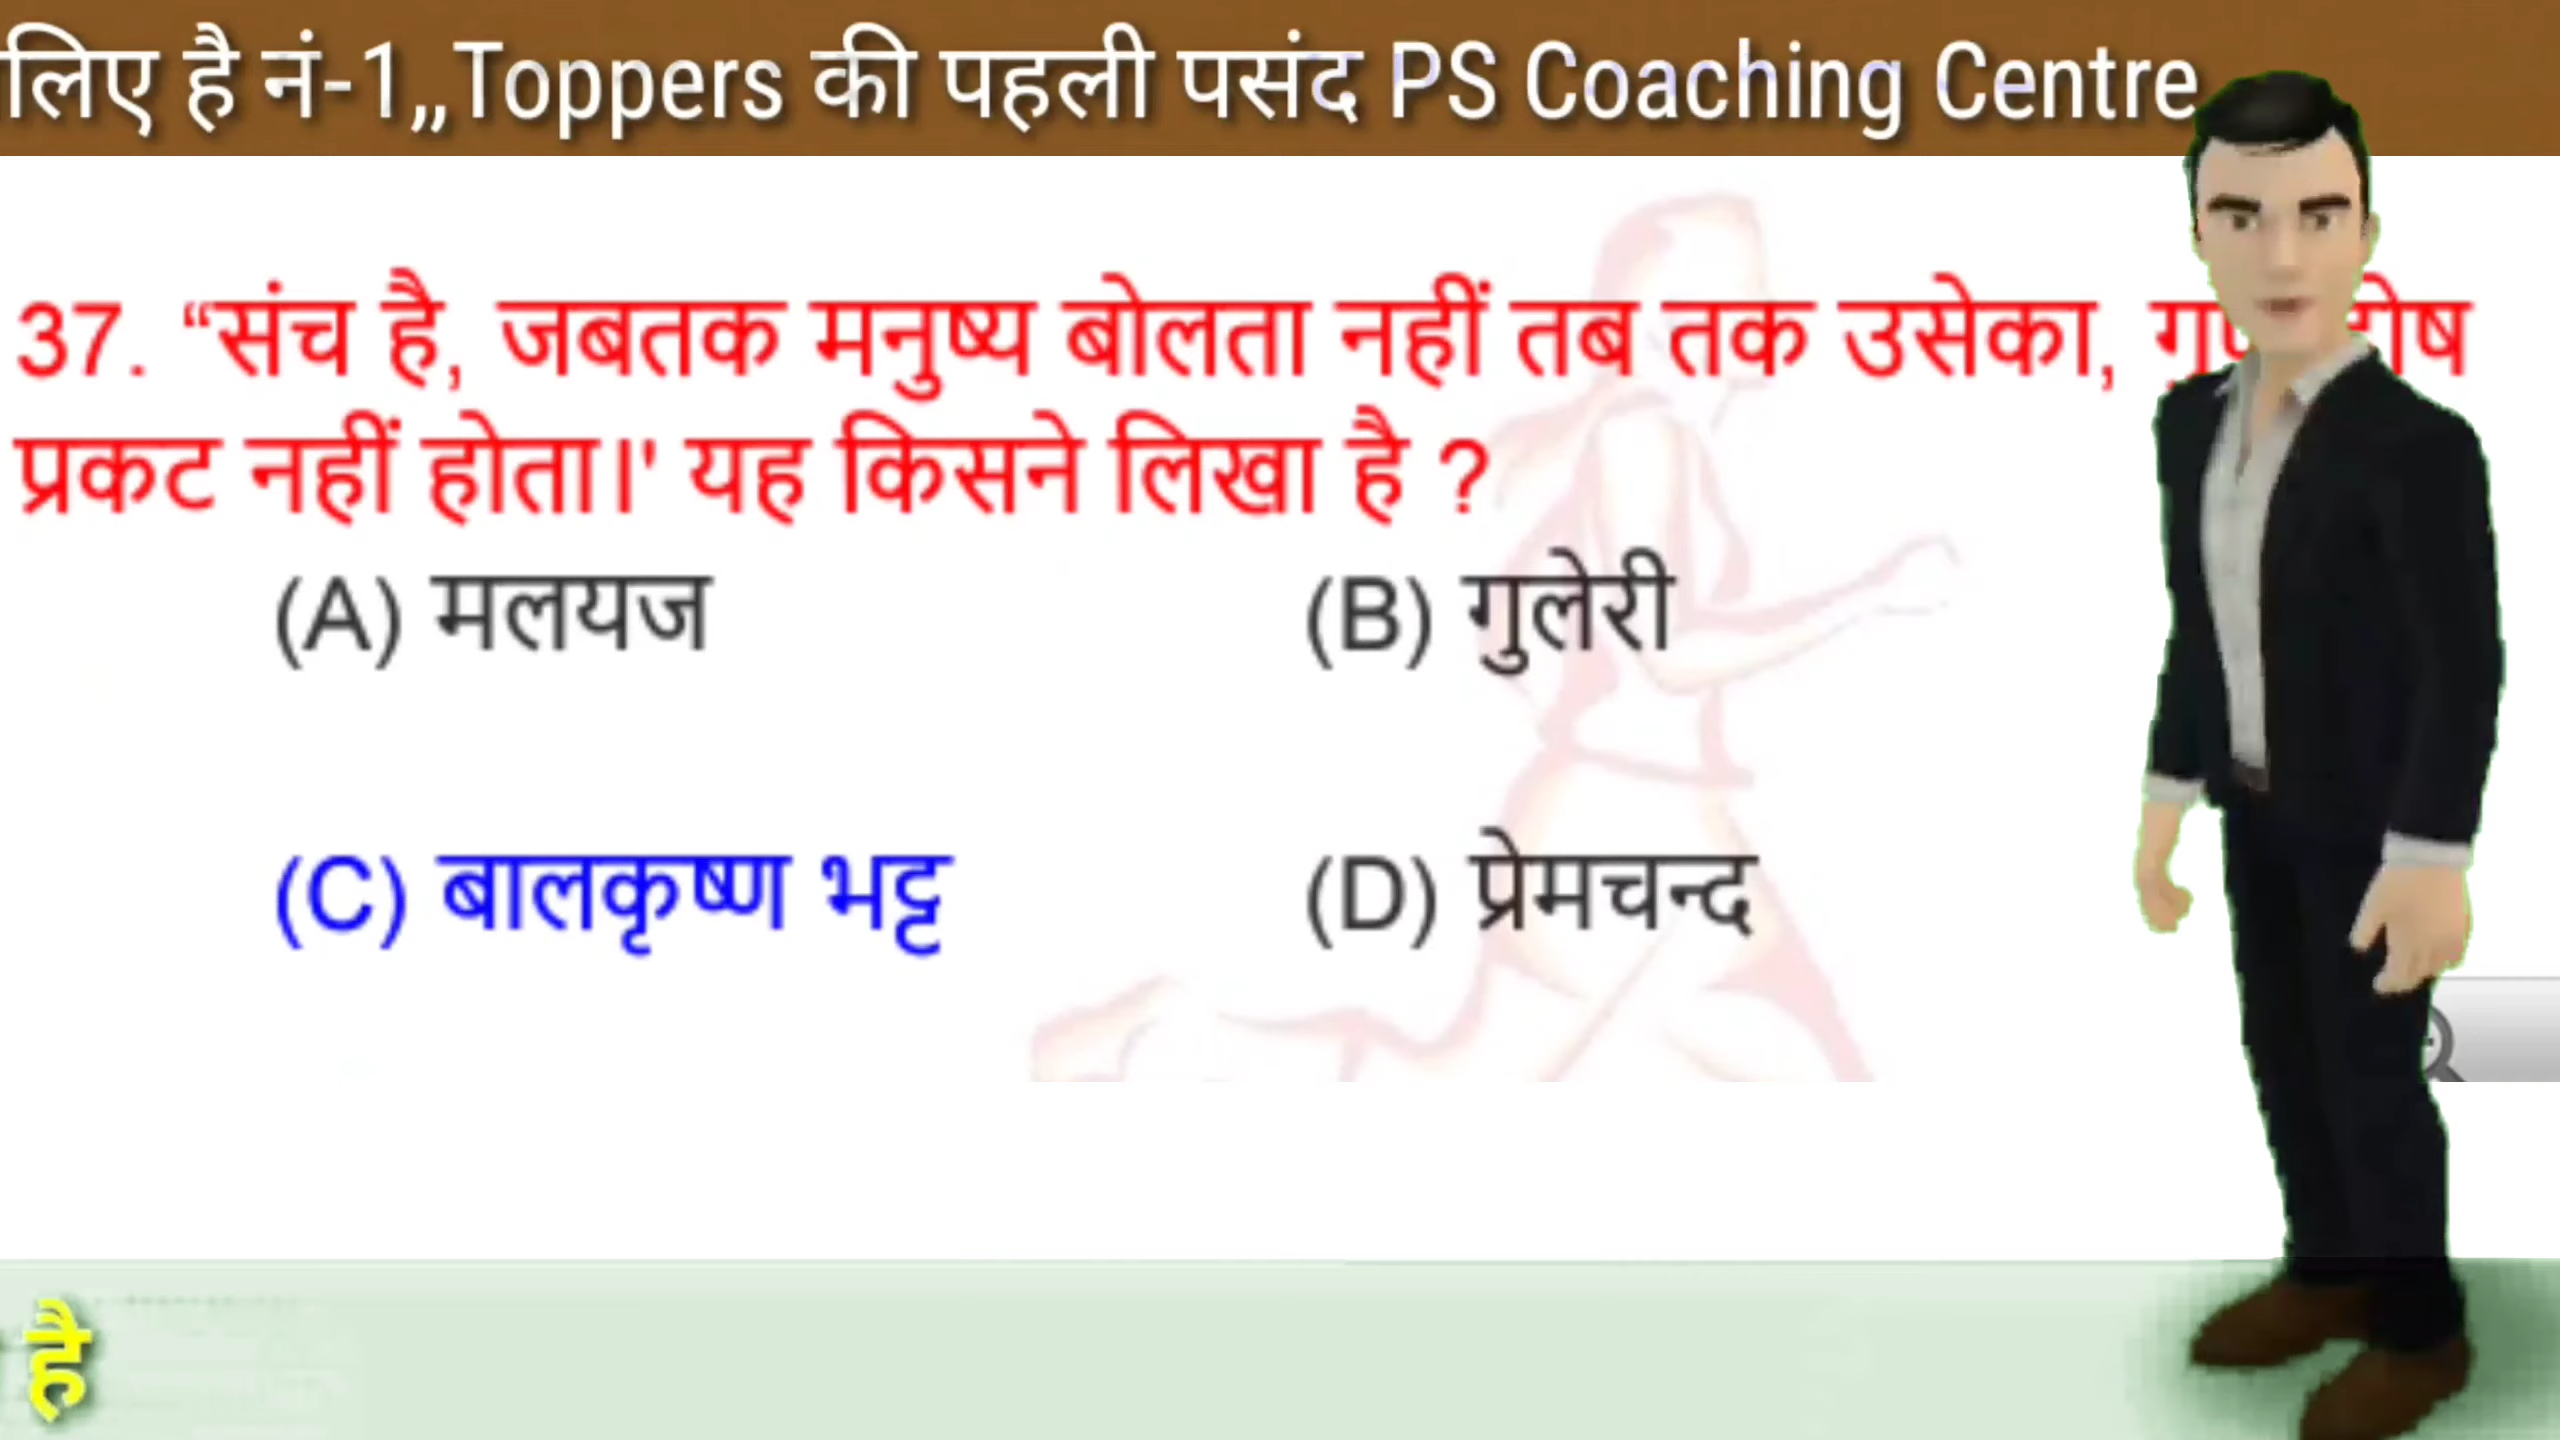 लिए है नं-1,,Toppers की पहली पसंद PS Coaching Centre
37. “संच है, जबतक मनुष्य बोलता नहीं तब तक उसेका,
प्रकट नहीं होता।' यह किसने लिखा है ?
(A) मलयज (B) गुलेरी
(C) बालकृष्ण भट्ट (D) प्रेमचन्द
है